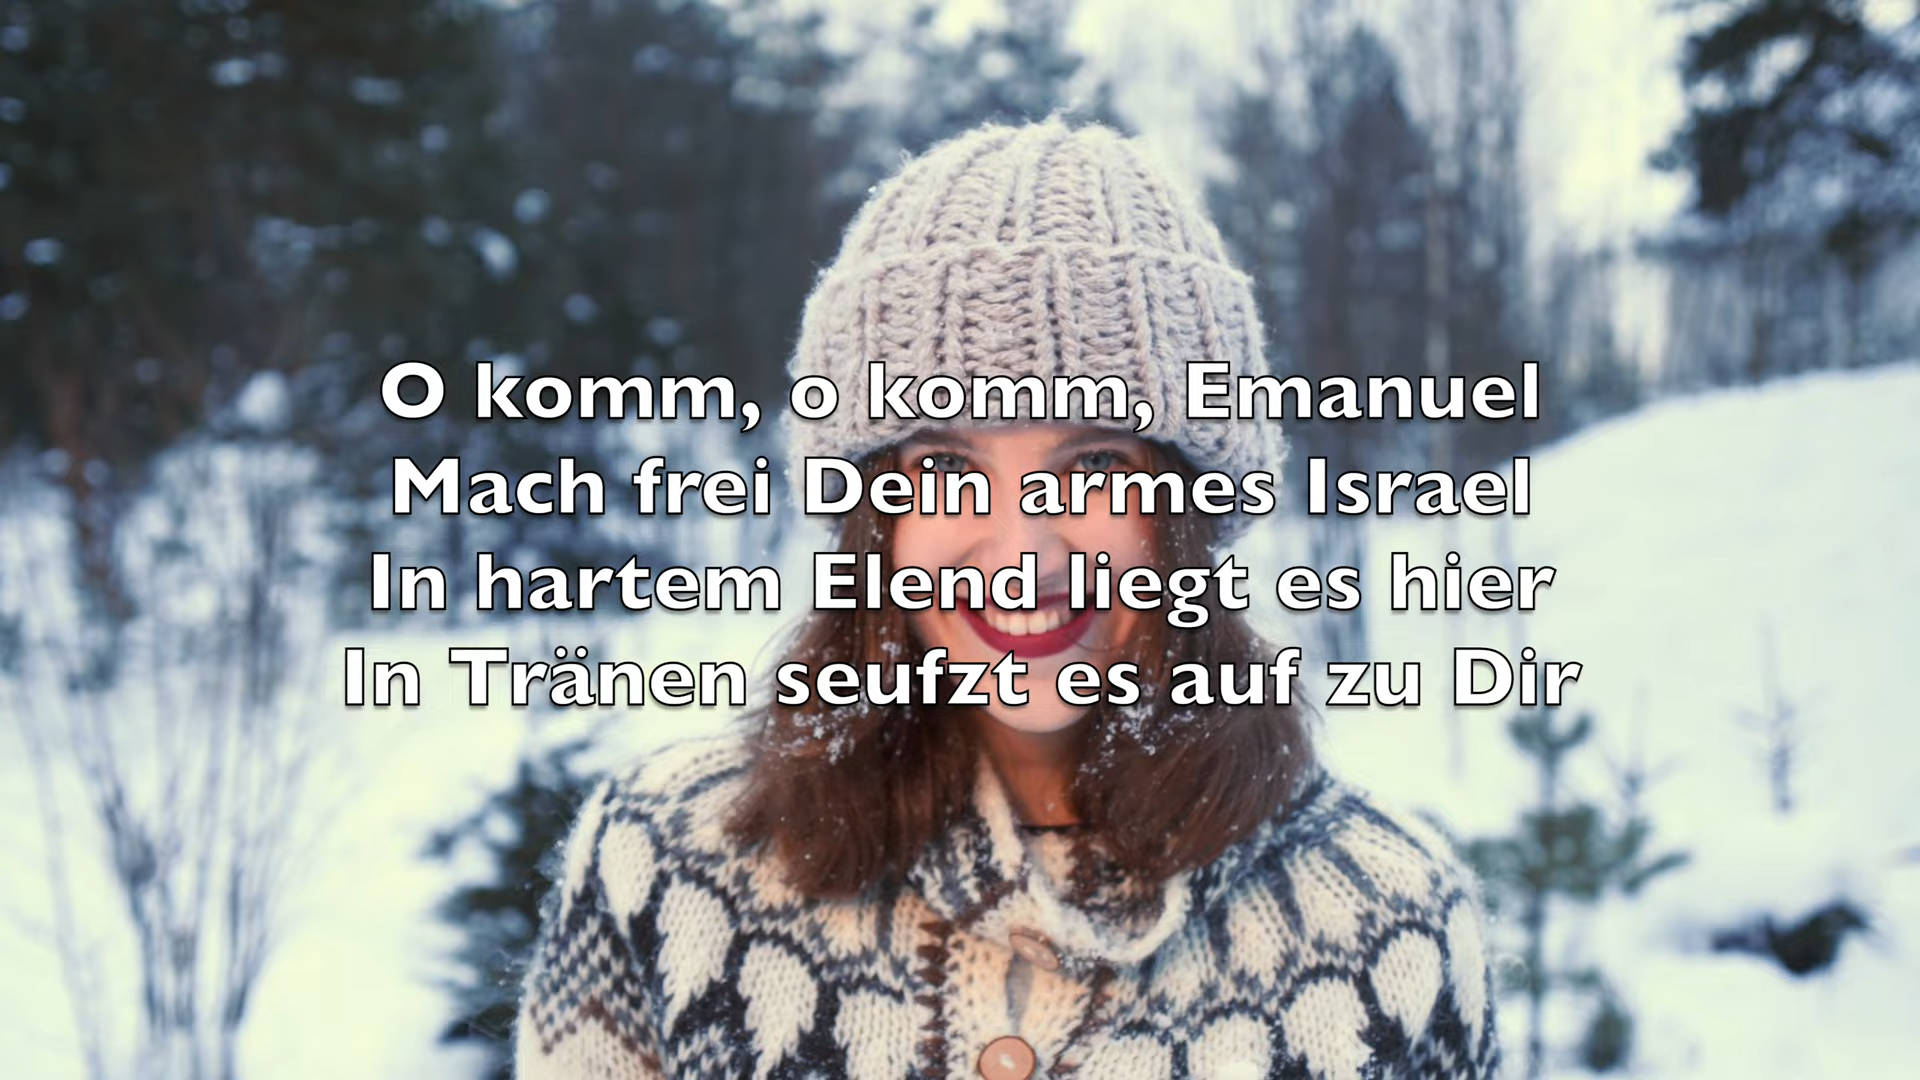 O komm, o komm, Emanuel
Mach frei Dein armes Israel
In hartem Elend liegt es hier
In Tränen seufzt es auf zu Dir